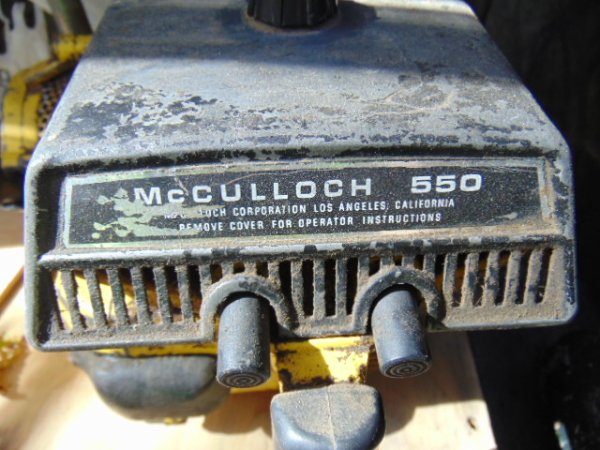 McCULLOCH 550
CORPORATION LOS ANGELES, CALIFORNIA
REMOVE COVER FOR OPERATOR INSTRUCTIONS